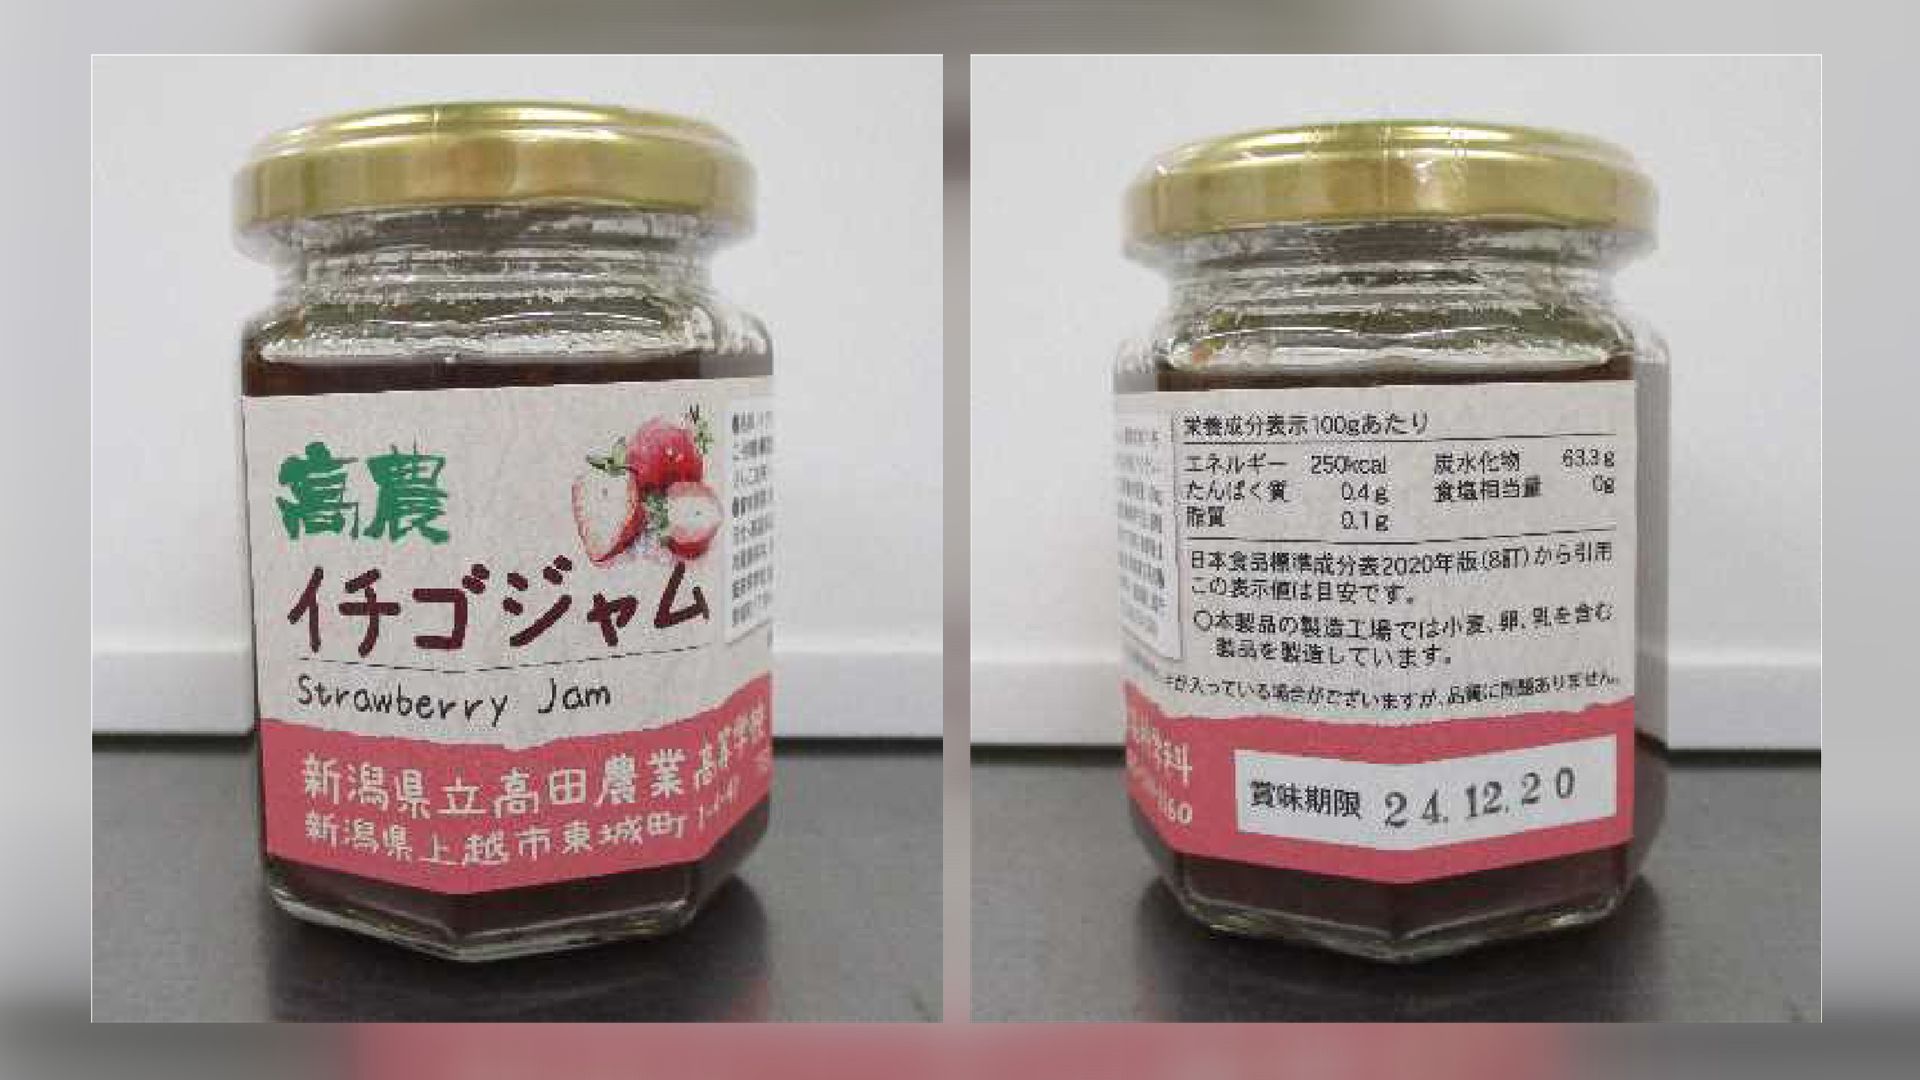 高農
イチゴジャム
Strawberry Jam
新潟県立高田農業高等学校
新潟県上越市東城町1-4-41
栄養成分表示100gあたり
エネルギー 250kcal 炭水化物 63.3g
たんぱく質 0.4g 食塩相当量 0g
脂質 0.1g
日本食品標準成分表2020年版(8訂)から引用
この表示値は目安です。
〇本製品の製造工場では小麦、卵、乳を含む
製品を製造しています。
が入っている場合がございますが、品質に問題ありません。
賞味期限 24.12.20